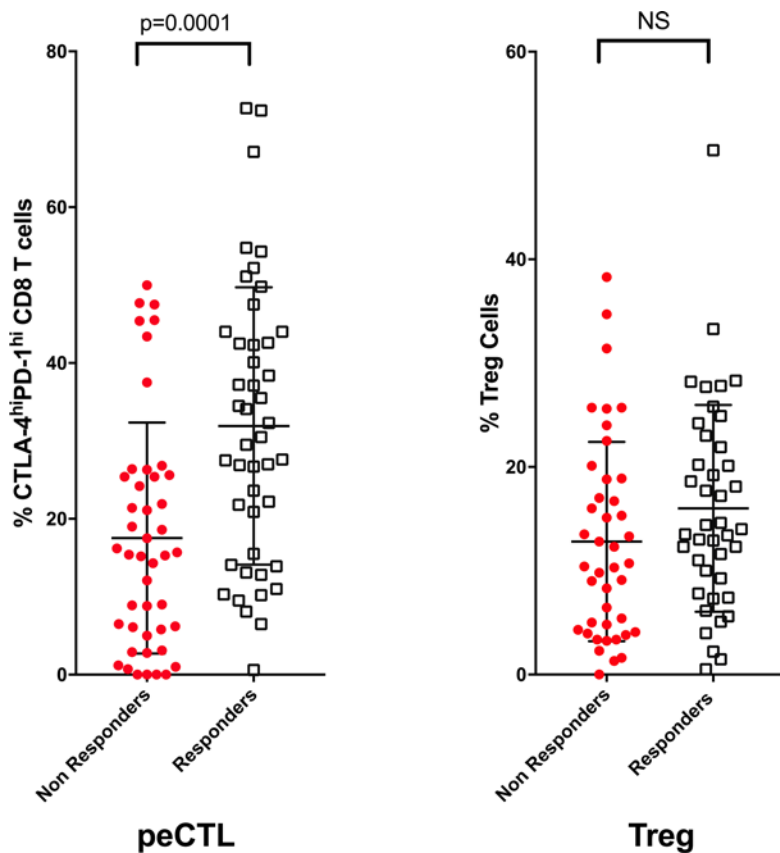 p=0.0001
80
60
40
20
0
% CTLA-4hiPD-1hi CD8 T cells
Non Responders
Responders
peCTL
NS
60
40
20
0
% Treg Cells
Non Responders
Responders
Treg